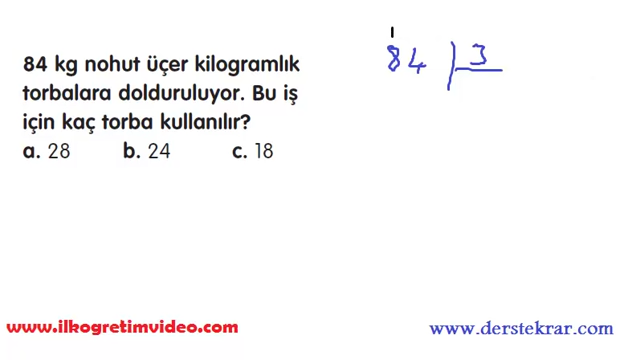 84 kg nohut üçer kilogramlık
torbalara dolduruluyor. Bu iş
için kaç torba kullanılır?
a. 28 b. 24 c. 18
84 3
www.ilkogretimvideo.com
www.derstekrar.com